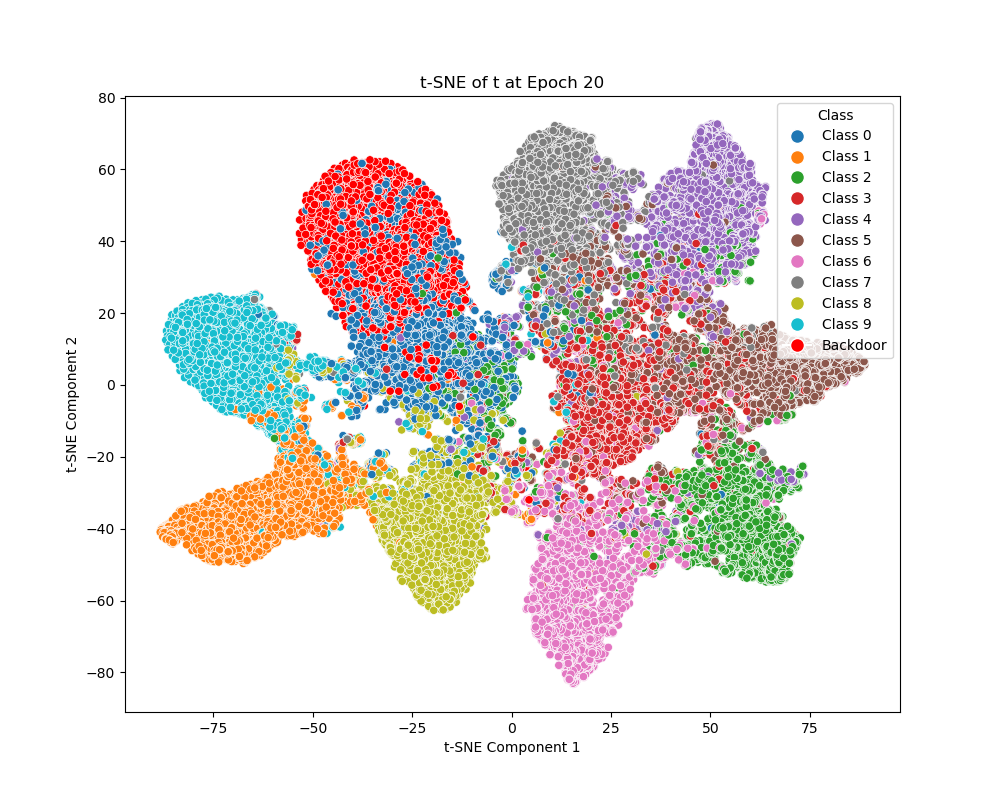 t-SNE of t at Epoch 20
80
60
40
20
0
−20
−40
−60
−80
t-SNE Component 2
−75
−50
−25
0
25
50
75
t-SNE Component 1
Class
Class 0
Class 1
Class 2
Class 3
Class 4
Class 5
Class 6
Class 7
Class 8
Class 9
Backdoor